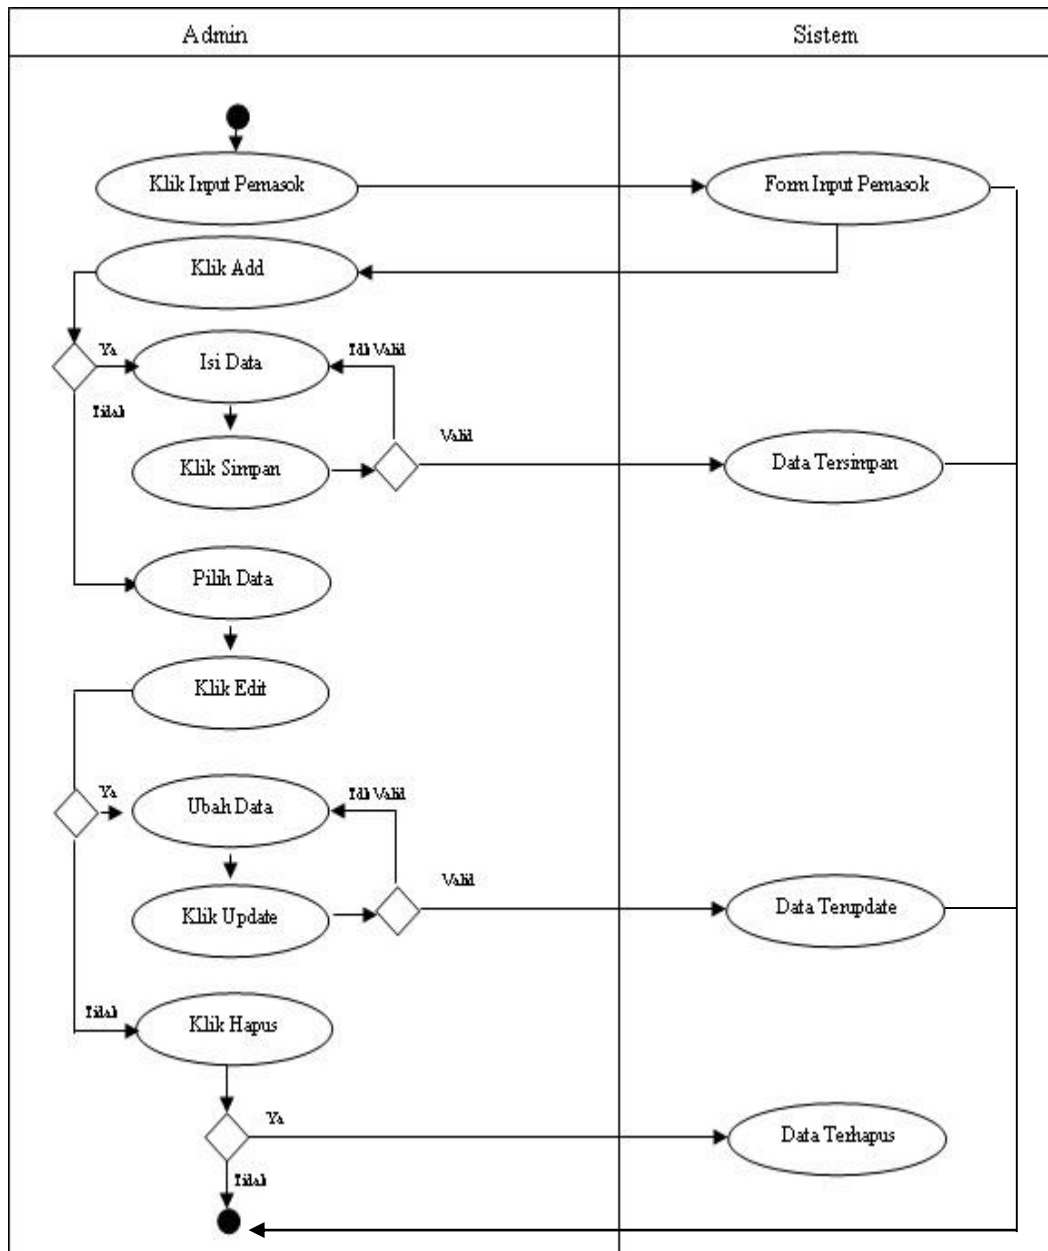 Admin
Sistem
Klik Input Pemasok
Form Input Pemasok
Klik Add
Ya
Isi Data
Tdk Valid
Tidak
Klik Simpan
Valid
Data Tersimpan
Pilih Data
Klik Edit
Ya
Ubah Data
Tdk Valid
Klik Update
Valid
Data Terupdate
Tidak
Klik Hapus
Ya
Data Terhapus
Tidak